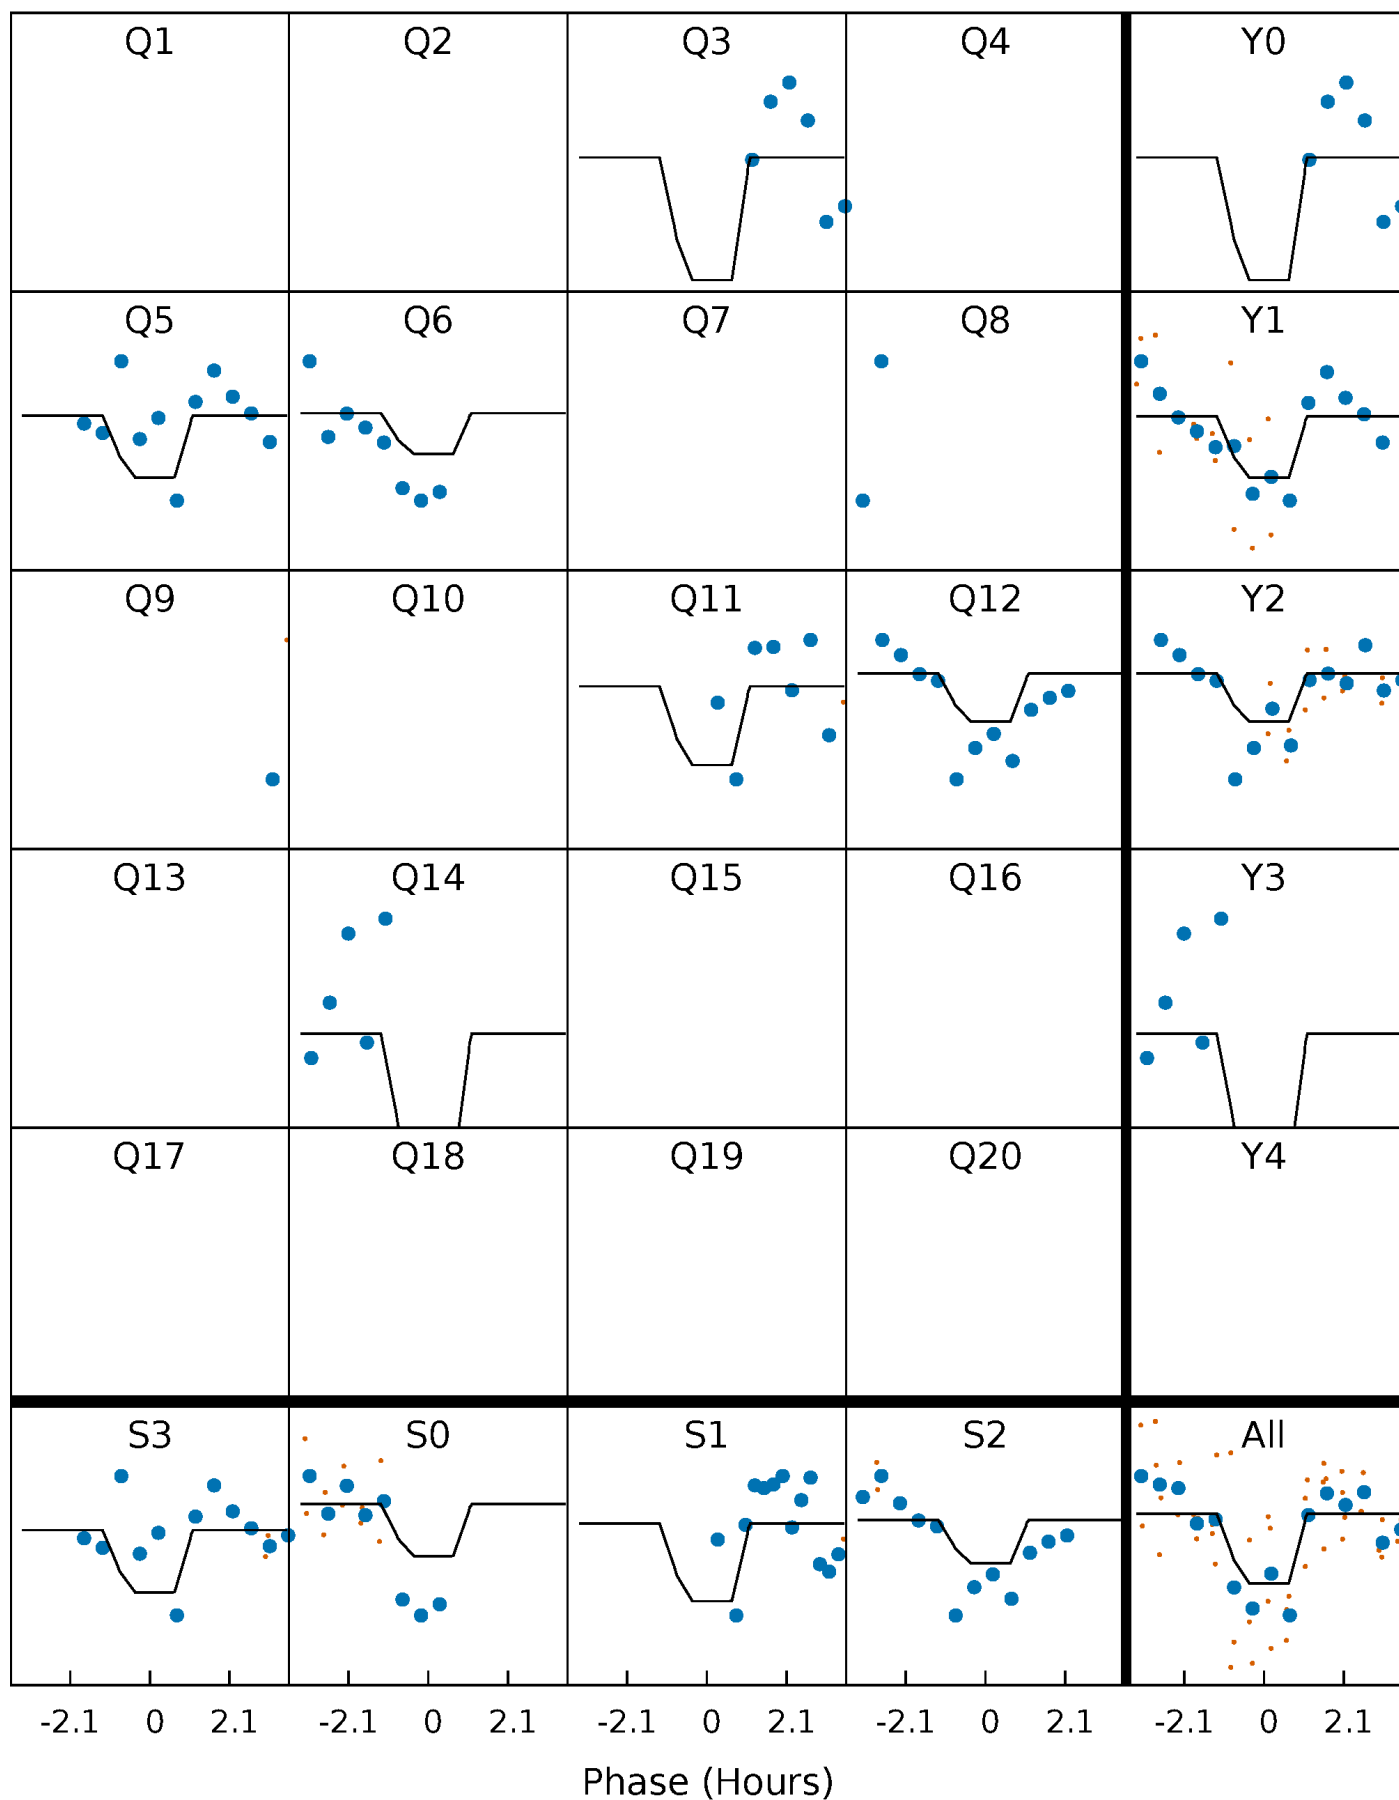 Q1 Q2 Q3 Q4 Y0
Q5 Q6 Q7 Q8 Y1
Q9 Q10 Q11 Q12 Y2
Q13 Q14 Q15 Q16 Y3
Q17 Q18 Q19 Q20 Y4
S3 S0 S1 S2 All
-2.1 0 2.1 -2.1 0 2.1 -2.1 0 2.1 -2.1 0 2.1 -2.1 0 2.1
Phase (Hours)